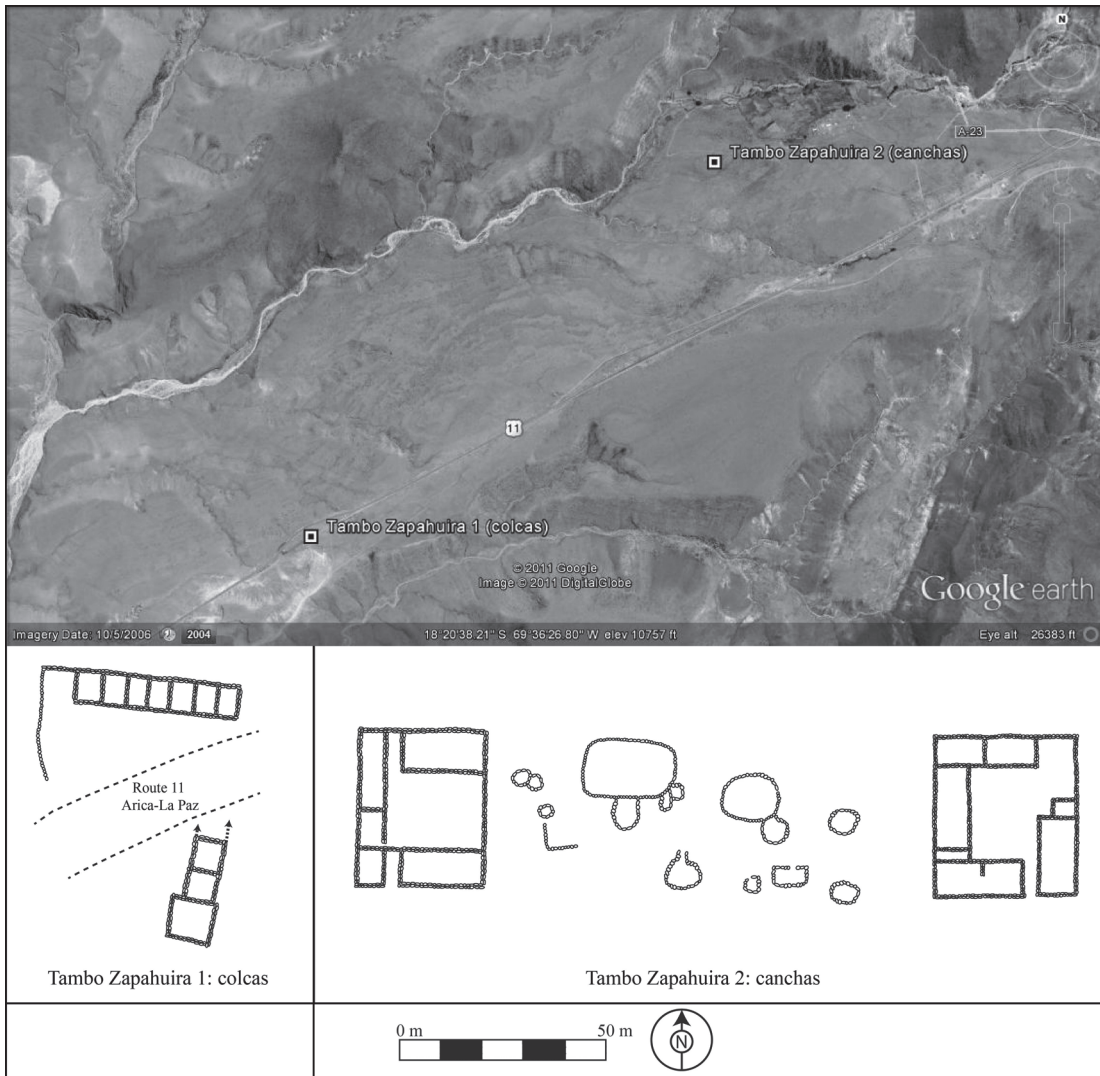 N
A-23
Tambo Zapahuira 2 (canchas)
11
Tambo Zapahuira 1 (colcas)
© 2011 Google
Image © 2011 DigitalGlobe
Google earth
Imagery Date: 10/5/2006 2004 18°20'38.21" S 69°36'26.80" W elev 10757 ft Eye alt 26383 ft
Route 11
Arica-La Paz
Tambo Zapahuira 1: colcas
Tambo Zapahuira 2: canchas
0 m 50 m
N